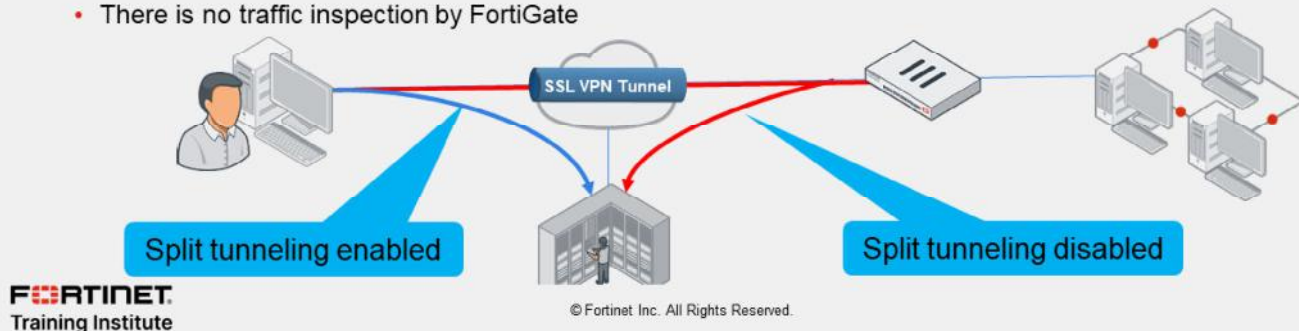 • There is no traffic inspection by FortiGate
SSL VPN Tunnel
Split tunneling enabled
Split tunneling disabled
FORTINET
Training Institute
© Fortinet Inc. All Rights Reserved.